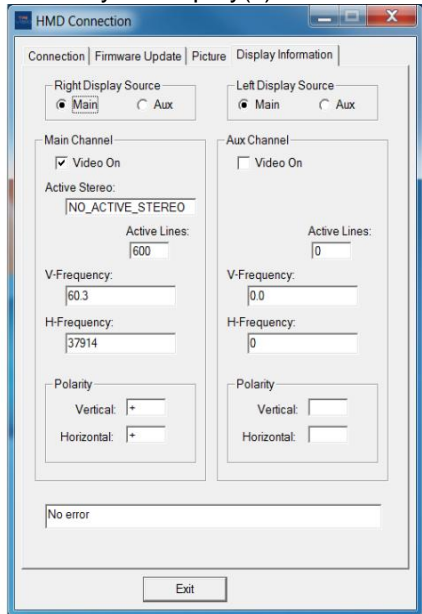 HMD Connection
Connection Firmware Update Picture Display Information
Right Display Source Left Display Source
Main Aux Main Aux
Main Channel Aux Channel
Video On Video On
Active Stereo:
NO_ACTIVE_STEREO
Active Lines: Active Lines:
600 0
V-Frequency: V-Frequency:
60.3 0.0
H-Frequency: H-Frequency:
37914 0
Polarity Polarity
Vertical: + Vertical:
Horizontal: + Horizontal:
No error
Exit